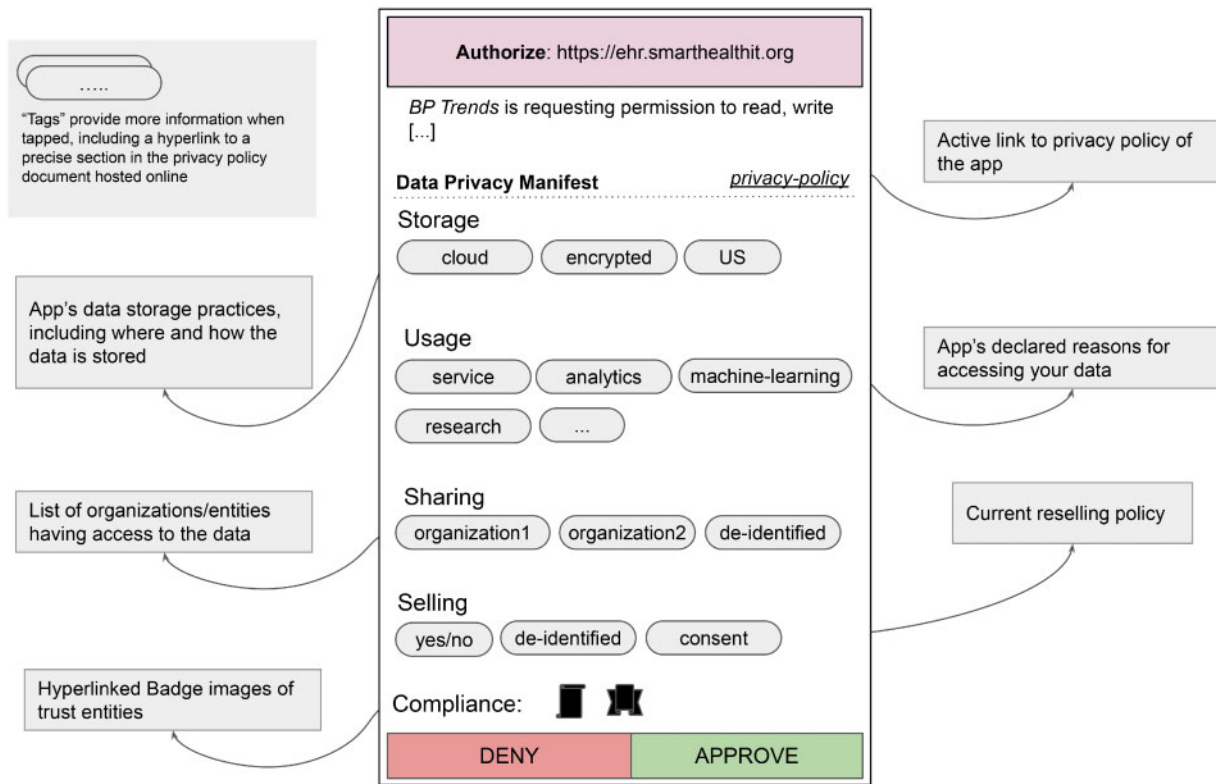 Authorize: https://ehr.smarthealthit.org
BP Trends is requesting permission to read, write
[...]
Data Privacy Manifest
privacy-policy
Storage
cloud
encrypted
US
Usage
service
analytics
machine-learning
research
...
Sharing
organization1
organization2
de-identified
Selling
yes/no
de-identified
consent
Compliance:
DENY
APPROVE
.....
“Tags” provide more information when
tapped, including a hyperlink to a
precise section in the privacy policy
document hosted online
App’s data storage practices,
including where and how the
data is stored
List of organizations/entities
having access to the data
Hyperlinked Badge images of
trust entities
Active link to privacy policy of
the app
App’s declared reasons for
accessing your data
Current reselling policy